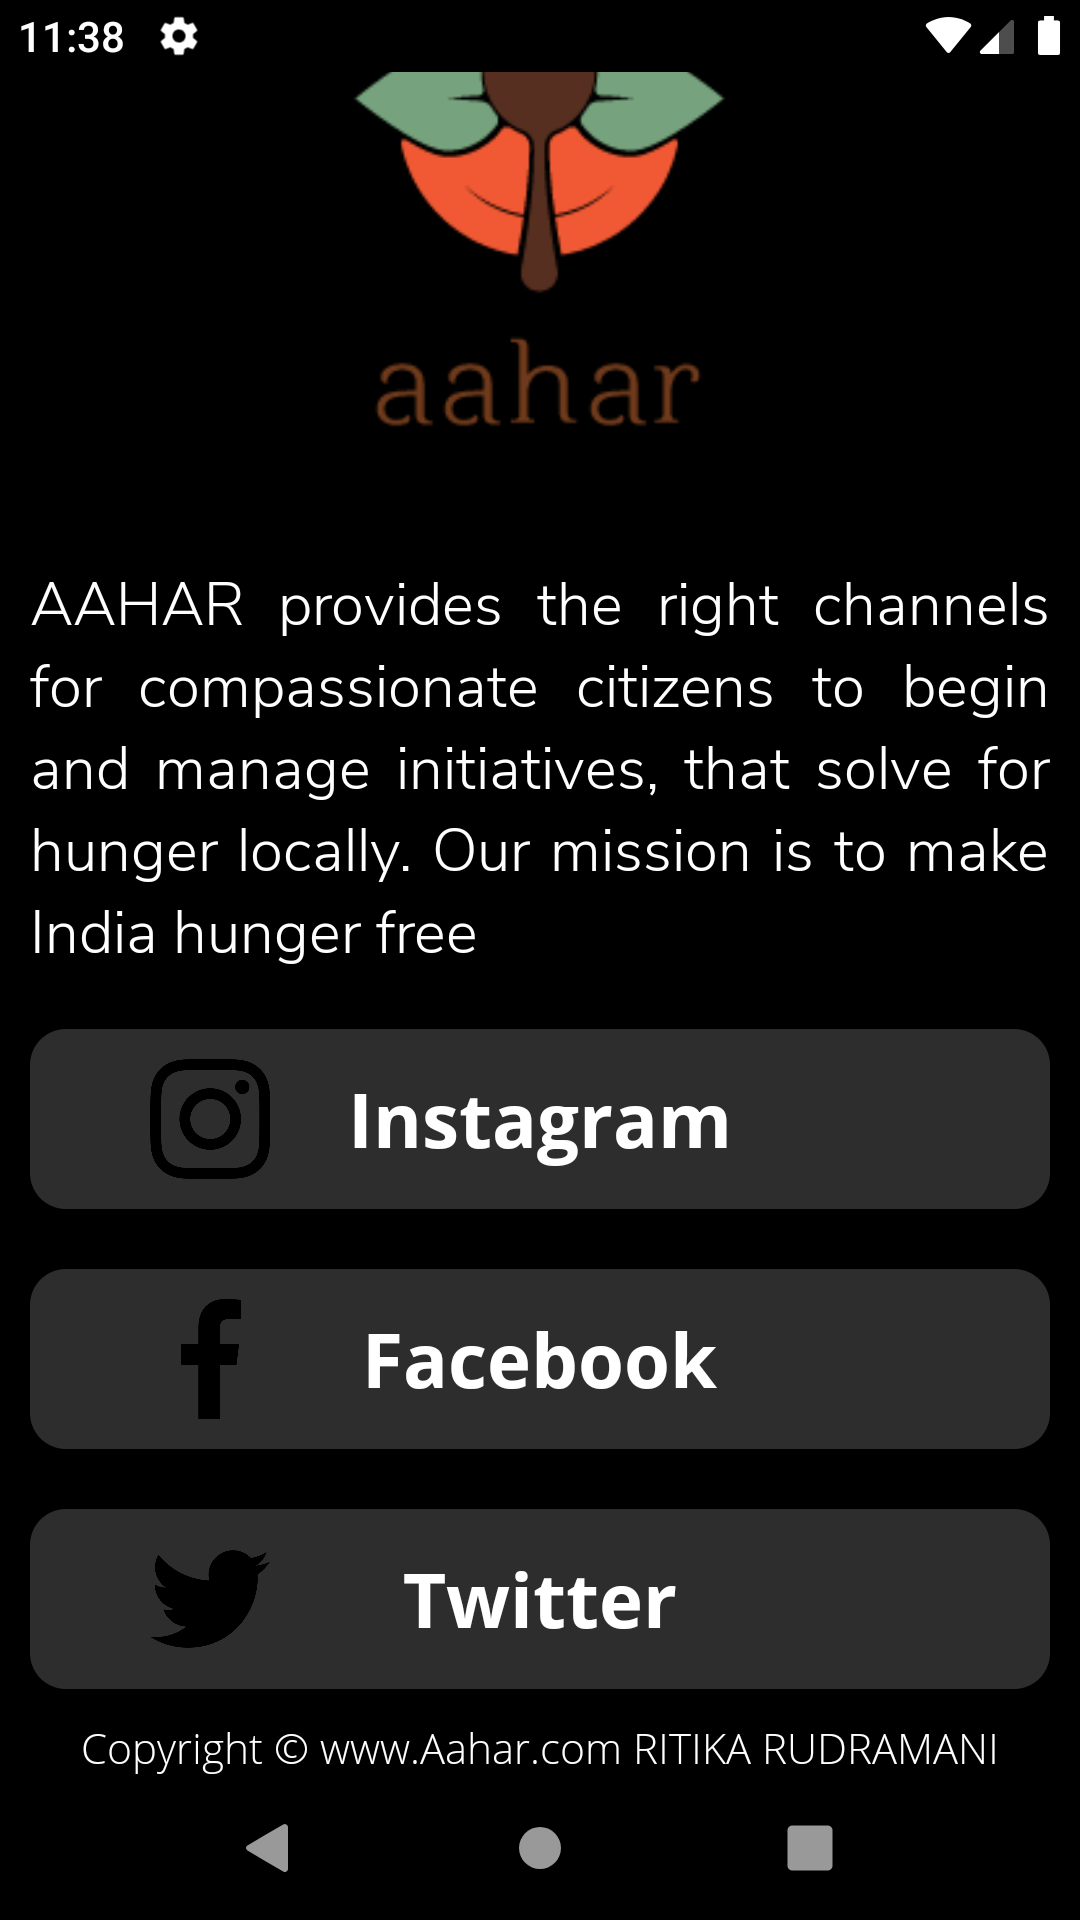 11:38
aahar
AAHAR provides the right channels
for compassionate citizens to begin
and manage initiatives, that solve for
hunger locally. Our mission is to make
India hunger free
Instagram
Facebook
Twitter
Copyright © www.Aahar.com RITIKA RUDRAMANI